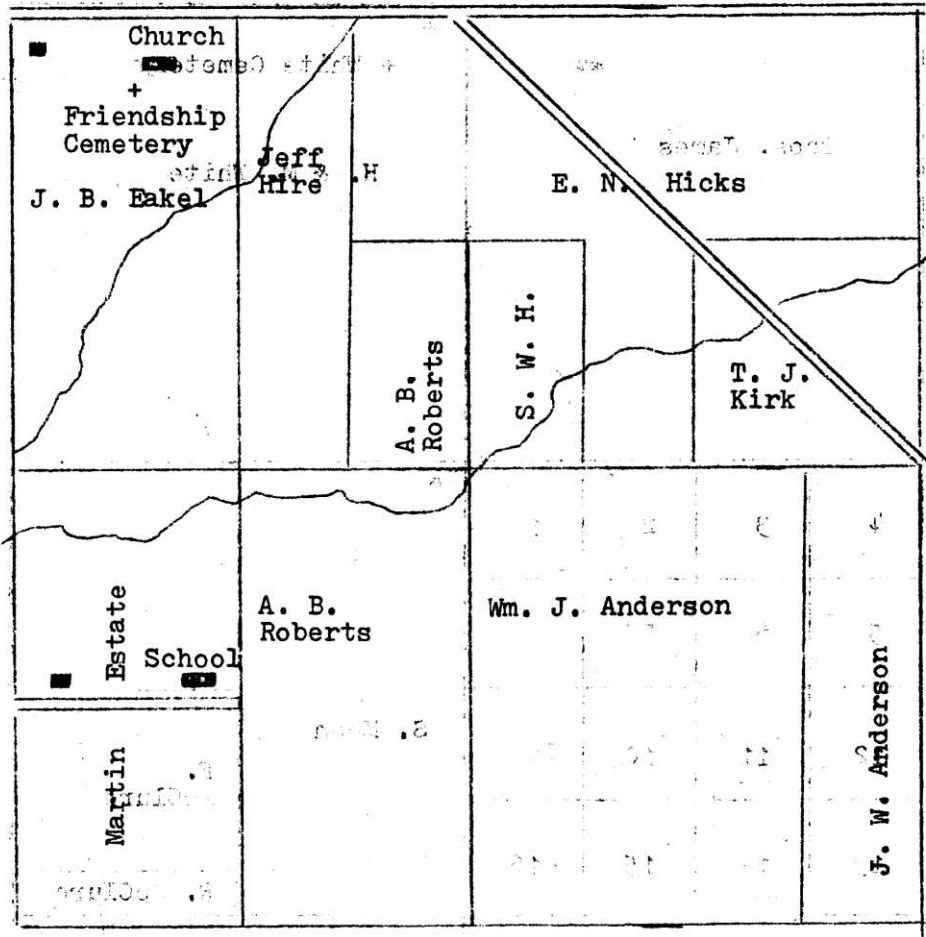 Church
Friendship
Cemetery
J. B. Eakel
Jeff
Hire
E. N. Hicks
A. B.
Roberts
S. W. H.
T. J.
Kirk
Martin Estate
School
A. B.
Roberts
Wm. J. Anderson
J. W. Anderson